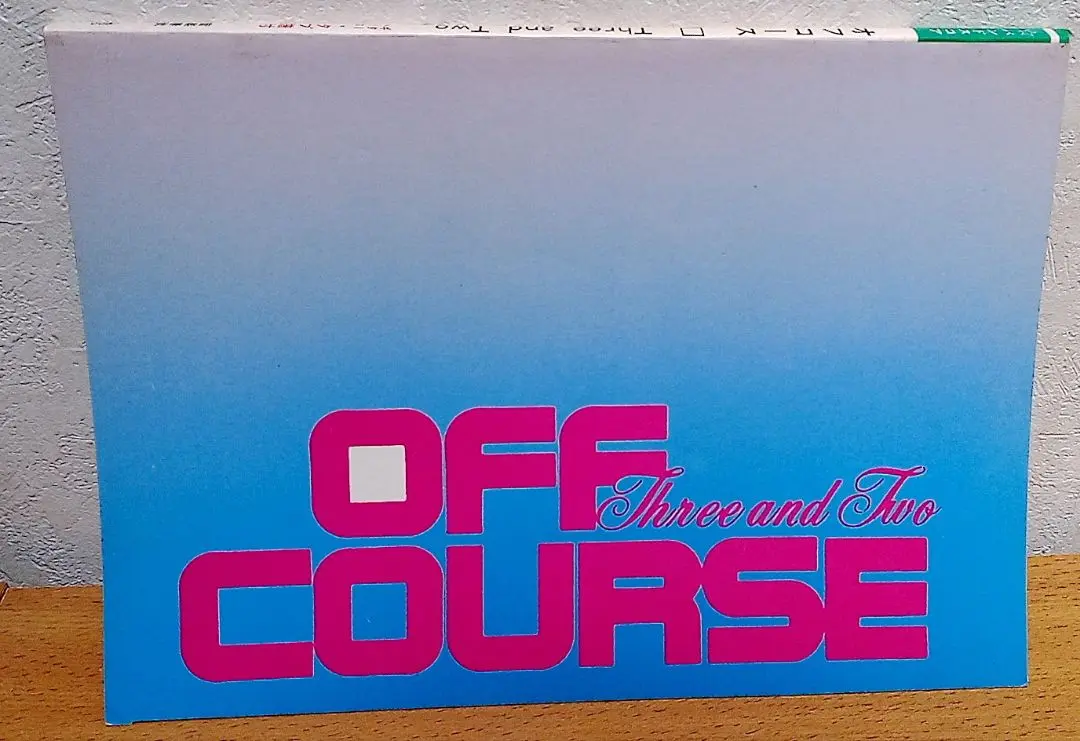 オフコース □ Three and Two
OFF
Three and Two
COURSE